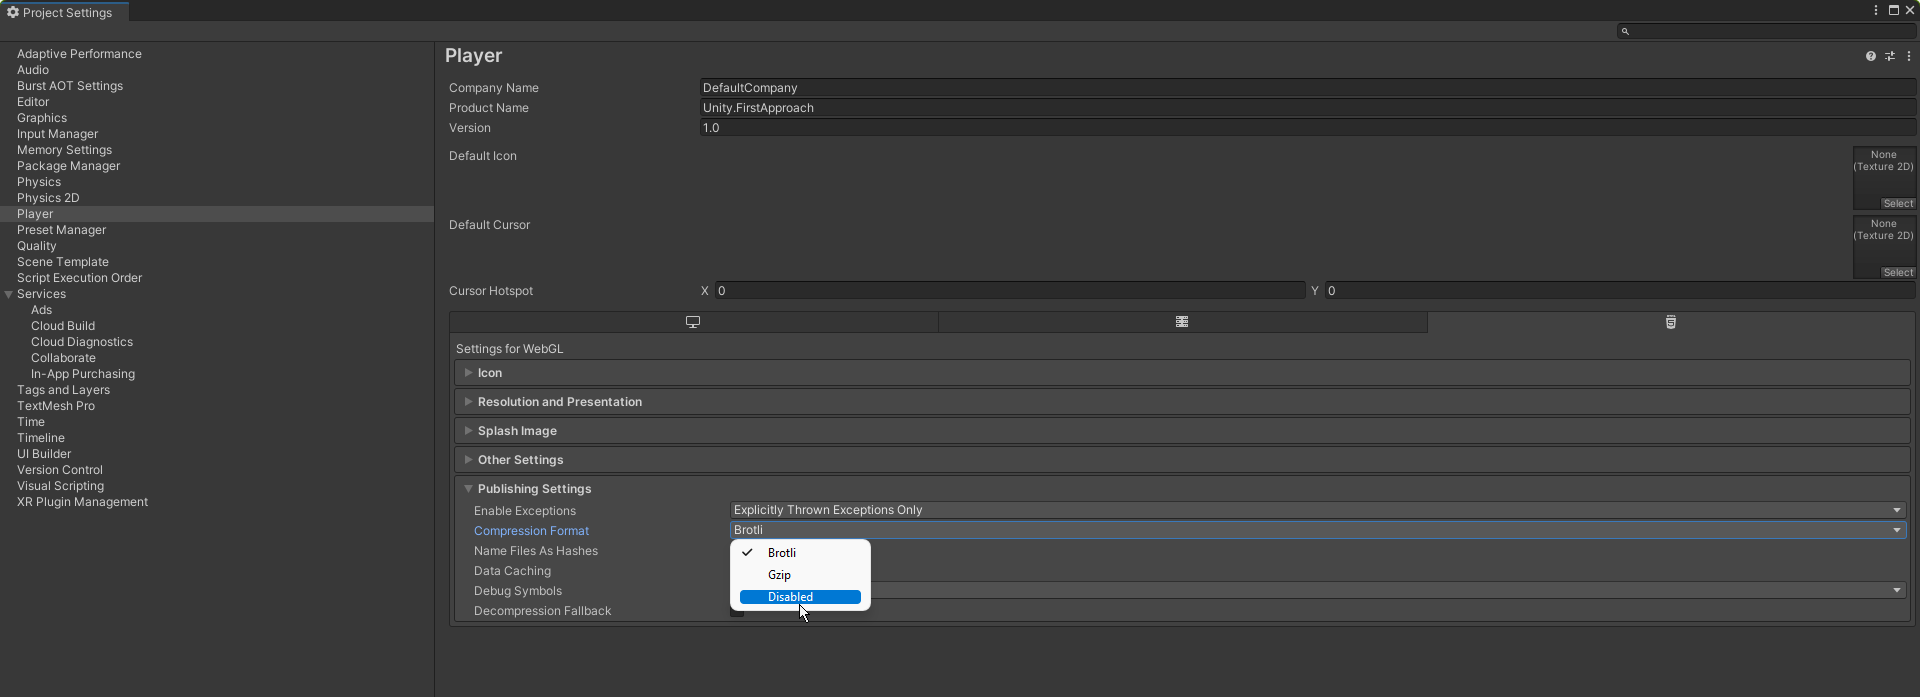 Project Settings
Adaptive Performance
Audio
Burst AOT Settings
Editor
Graphics
Input Manager
Memory Settings
Package Manager
Physics
Physics 2D
Player
Preset Manager
Quality
Scene Template
Script Execution Order
Services
Ads
Cloud Build
Cloud Diagnostics
Collaborate
In-App Purchasing
Tags and Layers
TextMesh Pro
Time
Timeline
UI Builder
Version Control
Visual Scripting
XR Plugin Management
Player
Company Name DefaultCompany
Product Name Unity.FirstApproach
Version 1.0
Default Icon
None
(Texture 2D)
Select
Default Cursor
None
(Texture 2D)
Select
Cursor Hotspot X 0 Y 0
Settings for WebGL
Icon
Resolution and Presentation
Splash Image
Other Settings
Publishing Settings
Enable Exceptions Explicitly Thrown Exceptions Only
Compression Format Brotli
Name Files As Hashes
Data Caching
Debug Symbols
Decompression Fallback
Brotli
Gzip
Disabled